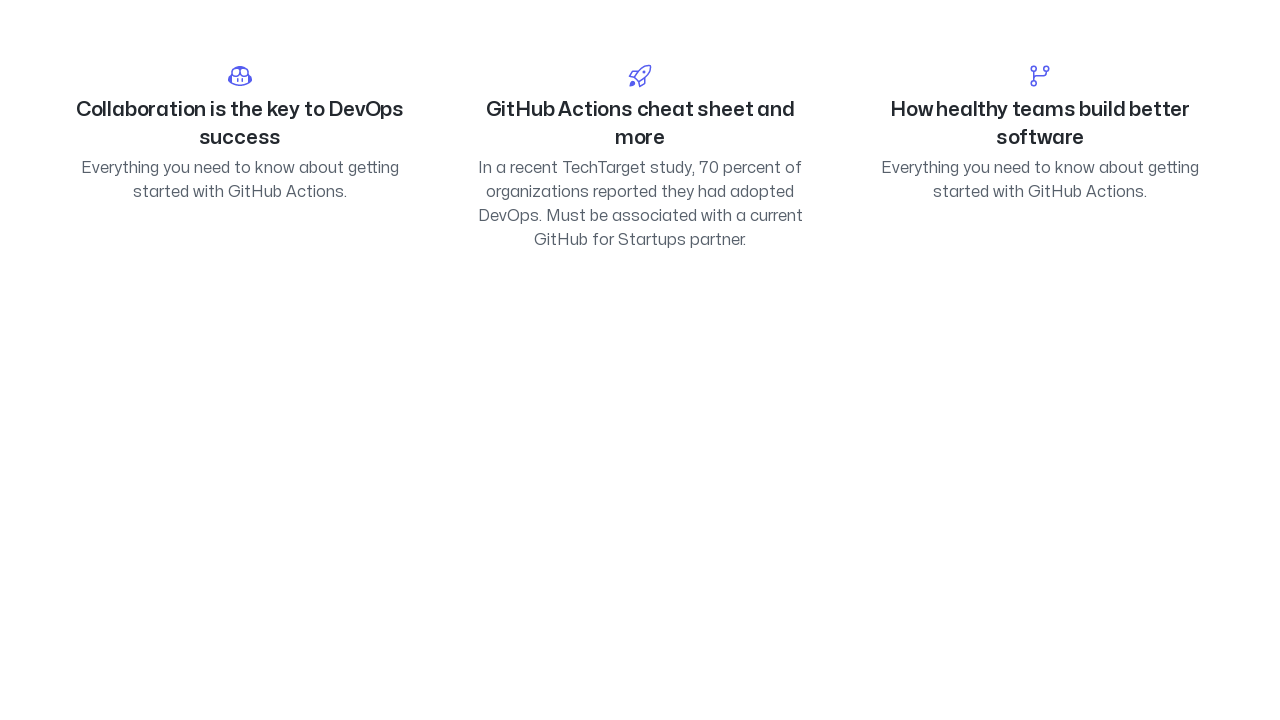 Collaboration is the key to DevOps
success
Everything you need to know about getting
started with GitHub Actions.
GitHub Actions cheat sheet and
more
In a recent TechTarget study, 70 percent of
organizations reported they had adopted
DevOps. Must be associated with a current
GitHub for Startups partner.
How healthy teams build better
software
Everything you need to know about getting
started with GitHub Actions.